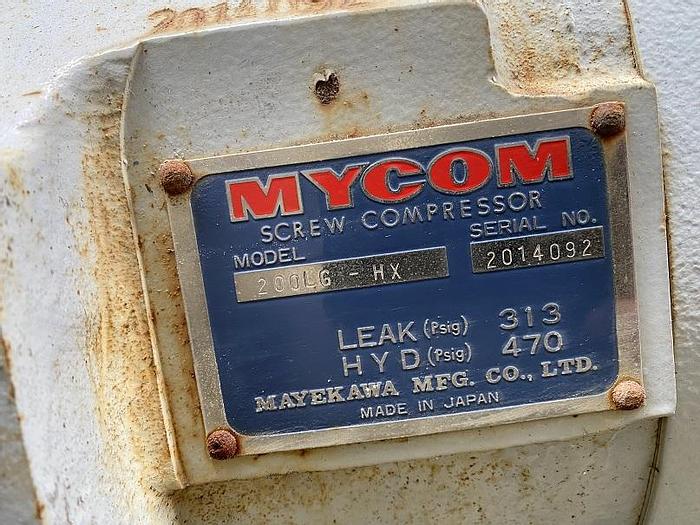 MYCOM
SCREW COMPRESSOR
MODEL
SERIAL NO.
200LG - HX
2014092
LEAK (Psig) 313
HYD. (Psig) 470
MAYEKAWA MFG. CO., LTD.
MADE IN JAPAN